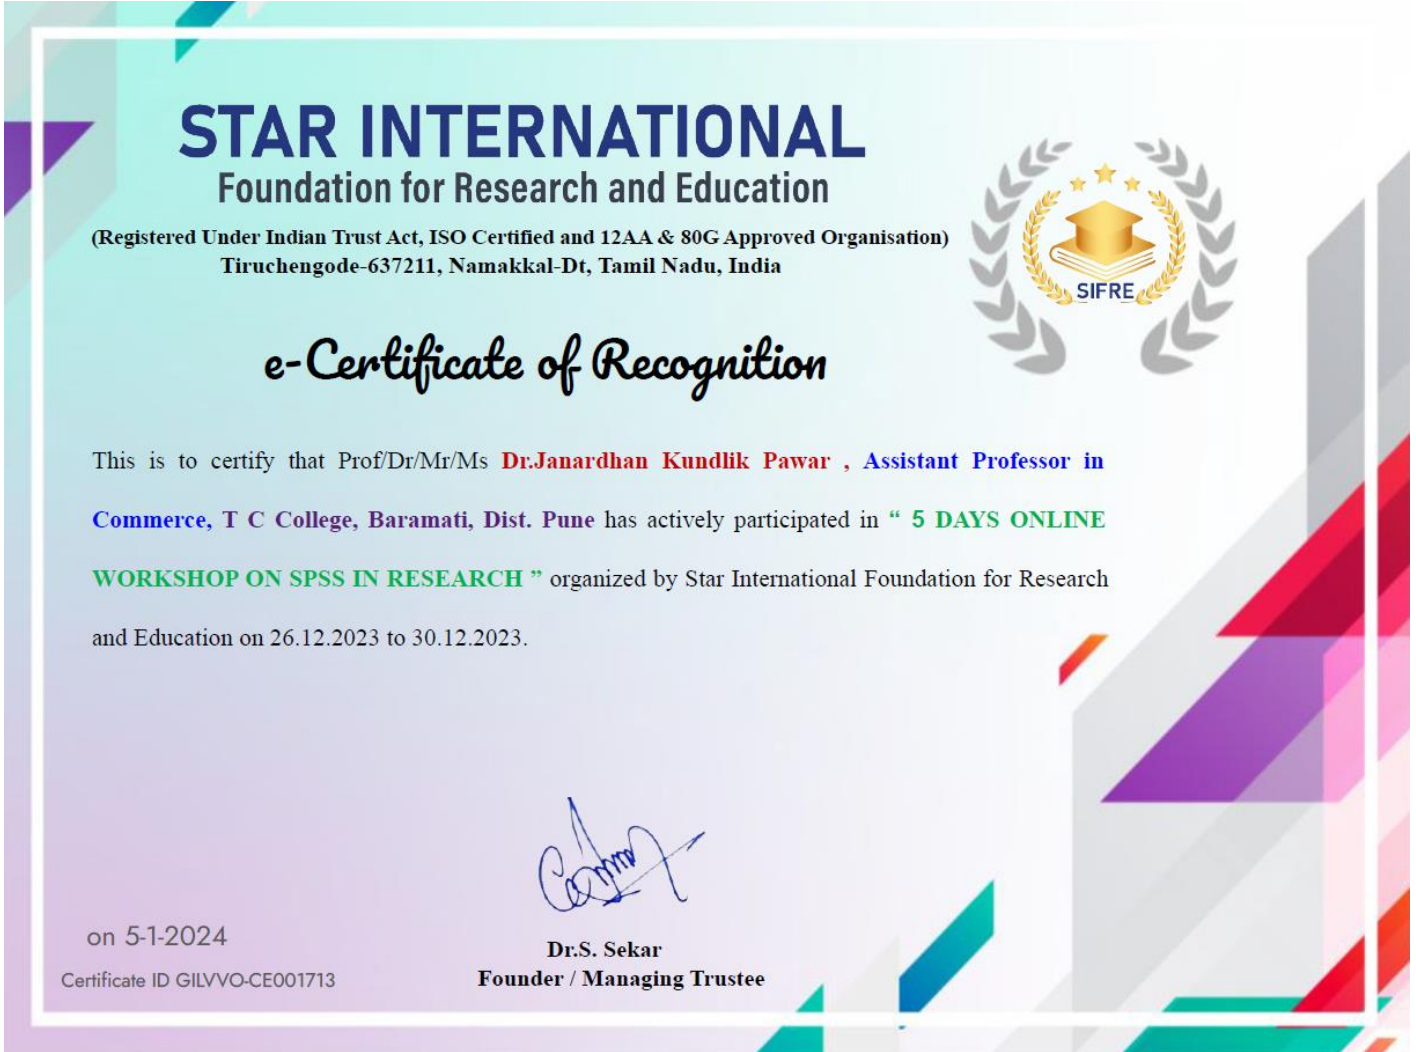 STAR INTERNATIONAL
Foundation for Research and Education
(Registered Under Indian Trust Act, ISO Certified and 12AA & 80G Approved Organisation)
Tiruchengode-637211, Namakkal-Dt, Tamil Nadu, India
SIFRE
e-Certificate of Recognition
This is to certify that Prof/Dr/Mr/Ms Dr.Janardhan Kundlik Pawar , Assistant Professor in
Commerce, T C College, Baramati, Dist. Pune has actively participated in “ 5 DAYS ONLINE
WORKSHOP ON SPSS IN RESEARCH ” organized by Star International Foundation for Research
and Education on 26.12.2023 to 30.12.2023.
on 5-1-2024
Certificate ID GILVVO-CE001713
Dr.S. Sekar
Founder / Managing Trustee